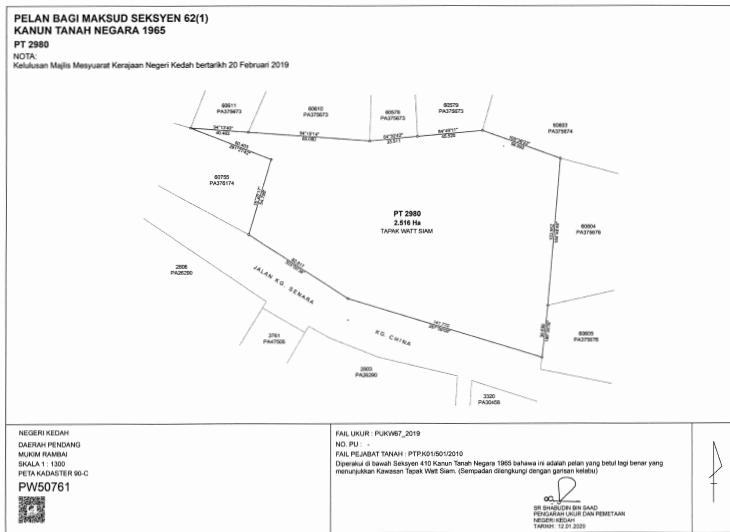 PELAN BAGI MAKSUD SEKSYEN 62(1)
KANUN TANAH NEGARA 1965
PT 2980
NOTA:
Kelulusan Majlis Mesyuarat Kerajaan Negeri Kedah bertarikh 20 Februari 2019
60611
PA375673
60610
PA375673
60578
PA375673
60579
PA375673
60603
PA375674
60755
PA376174
PT 2980
2.516 Ha
TAPAK WATT SIAM
60604
PA375676
60605
PA375676
2806
PA26290
JALAN KG. SENARA
KG. CHINA
3761
PA47505
2803
PA26290
3320
PA30458
NEGERI KEDAH
DAERAH PENDANG
MUKIM RAMBAI
SKALA 1 : 1300
PETA KADASTER 90-C
PW50761
FAIL UKUR : PUKW67_2019
NO. PU : -
FAIL PEJABAT TANAH : PTP.K01/501/2010
Diperakui di bawah Seksyen 410 Kanun Tanah Negara 1965 bahawa ini adalah pelan yang betul lagi benar yang
menunjukkan Kawasan Tapak Watt Siam. (Sempadan dilengkungi dengan garisan kelabu)
SR SHABUDIN BIN SAAD
PENGARAH UKUR DAN PEMETAAN
NEGERI KEDAH
TARIKH: 12.01.2020